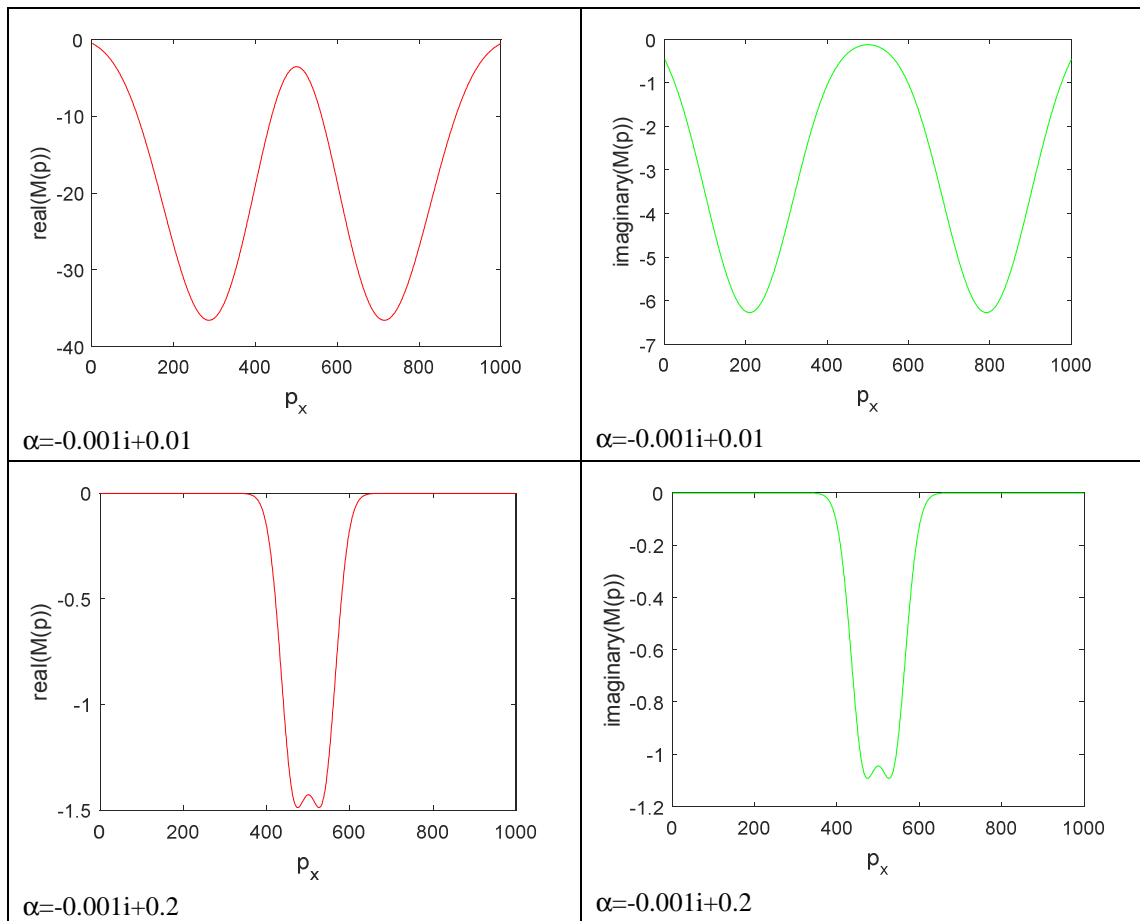 0
-10
-20
-30
-40
real(M(p))
0 200 400 600 800 1000
p_x
α=-0.001i+0.01
0
-1
-2
-3
-4
-5
-6
-7
imaginary(M(p))
0 200 400 600 800 1000
p_x
α=-0.001i+0.01
0
-0.5
-1
-1.5
real(M(p))
0 200 400 600 800 1000
p_x
α=-0.001i+0.2
0
-0.2
-0.4
-0.6
-0.8
-1
-1.2
imaginary(M(p))
0 200 400 600 800 1000
p_x
α=-0.001i+0.2